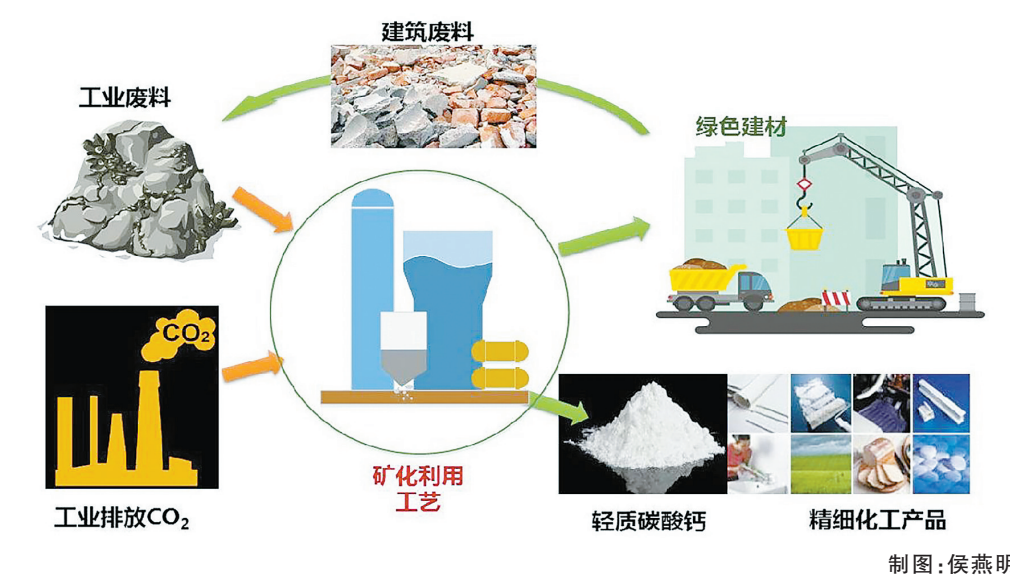 建筑废料
工业废料
绿色建材
CO2
矿化利用
工艺
工业排放CO₂
轻质碳酸钙
精细化工产品
制图:侯燕明